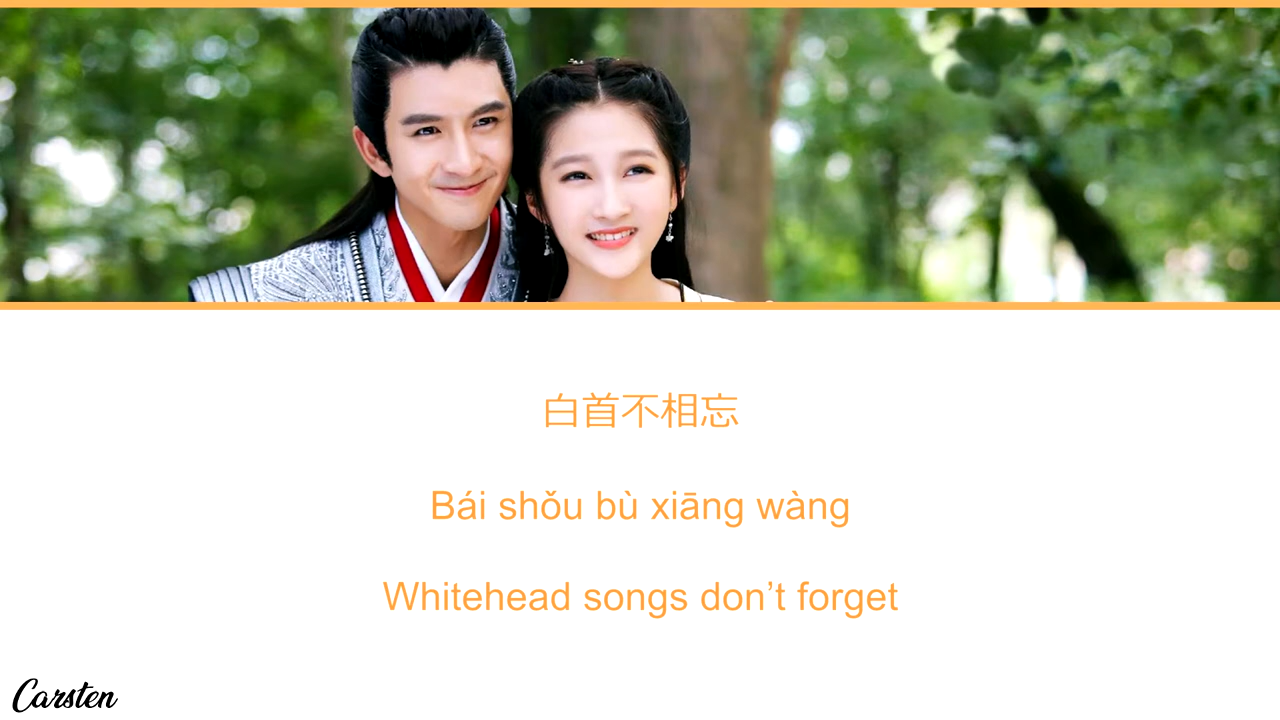 白首不相忘
Bái shǒu bù xiāng wàng
Whitehead songs don’t forget
Carsten